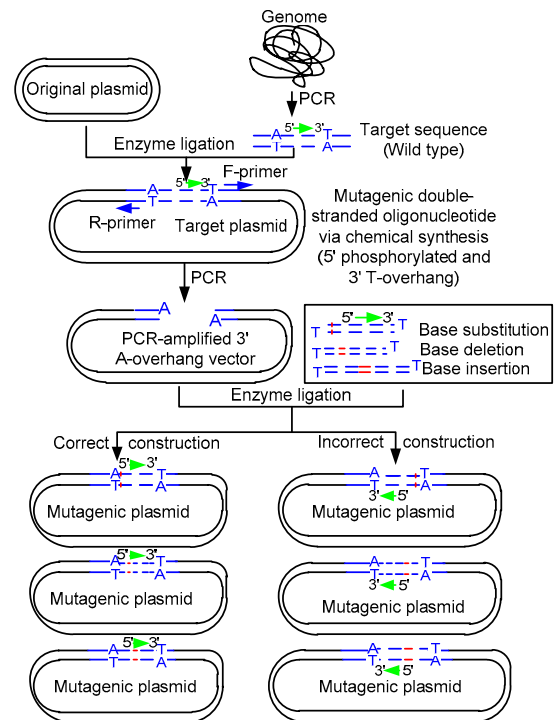 Genome
Original plasmid
PCR
5' 3'
A T
T A
Target sequence
(Wild type)
Enzyme ligation
F-primer
5' 3'
A T
T A
R-primer
Target plasmid
Mutagenic double-
stranded oligonucleotide
via chemical synthesis
(5' phosphorylated and
3' T-overhang)
PCR
A
A
PCR-amplified 3'
A-overhang vector
5' 3'
T T
Base substitution
T T
Base deletion
T T
Base insertion
Enzyme ligation
Correct construction
Incorrect construction
5' 3'
A T
T A
Mutagenic plasmid
A T
T A
3' 5'
Mutagenic plasmid
5' 3'
A T
T A
Mutagenic plasmid
A T
T A
3' 5'
Mutagenic plasmid
5' 3'
A T
T A
Mutagenic plasmid
A T
T A
3' 5'
Mutagenic plasmid